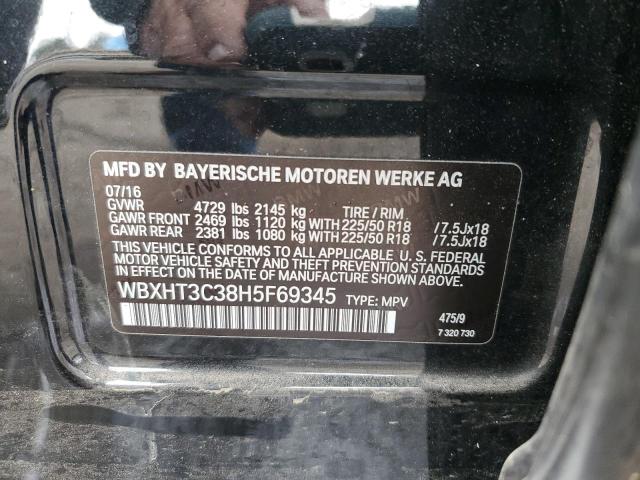 MFD BY BAYERISCHE MOTOREN WERKE AG
07/16
GVWR 4729 lbs 2145 kg TIRE / RIM
GAWR FRONT 2469 lbs 1120 kg WITH 225/50 R18 /7.5Jx18
GAWR REAR 2381 lbs 1080 kg WITH 225/50 R18 /7.5Jx18
THIS VEHICLE CONFORMS TO ALL APPLICABLE U. S. FEDERAL
MOTOR VEHICLE SAFETY AND THEFT PREVENTION STANDARDS
IN EFFECT ON THE DATE OF MANUFACTURE SHOWN ABOVE.
WBXHT3C38H5F69345 TYPE: MPV
475/9
7 320 730